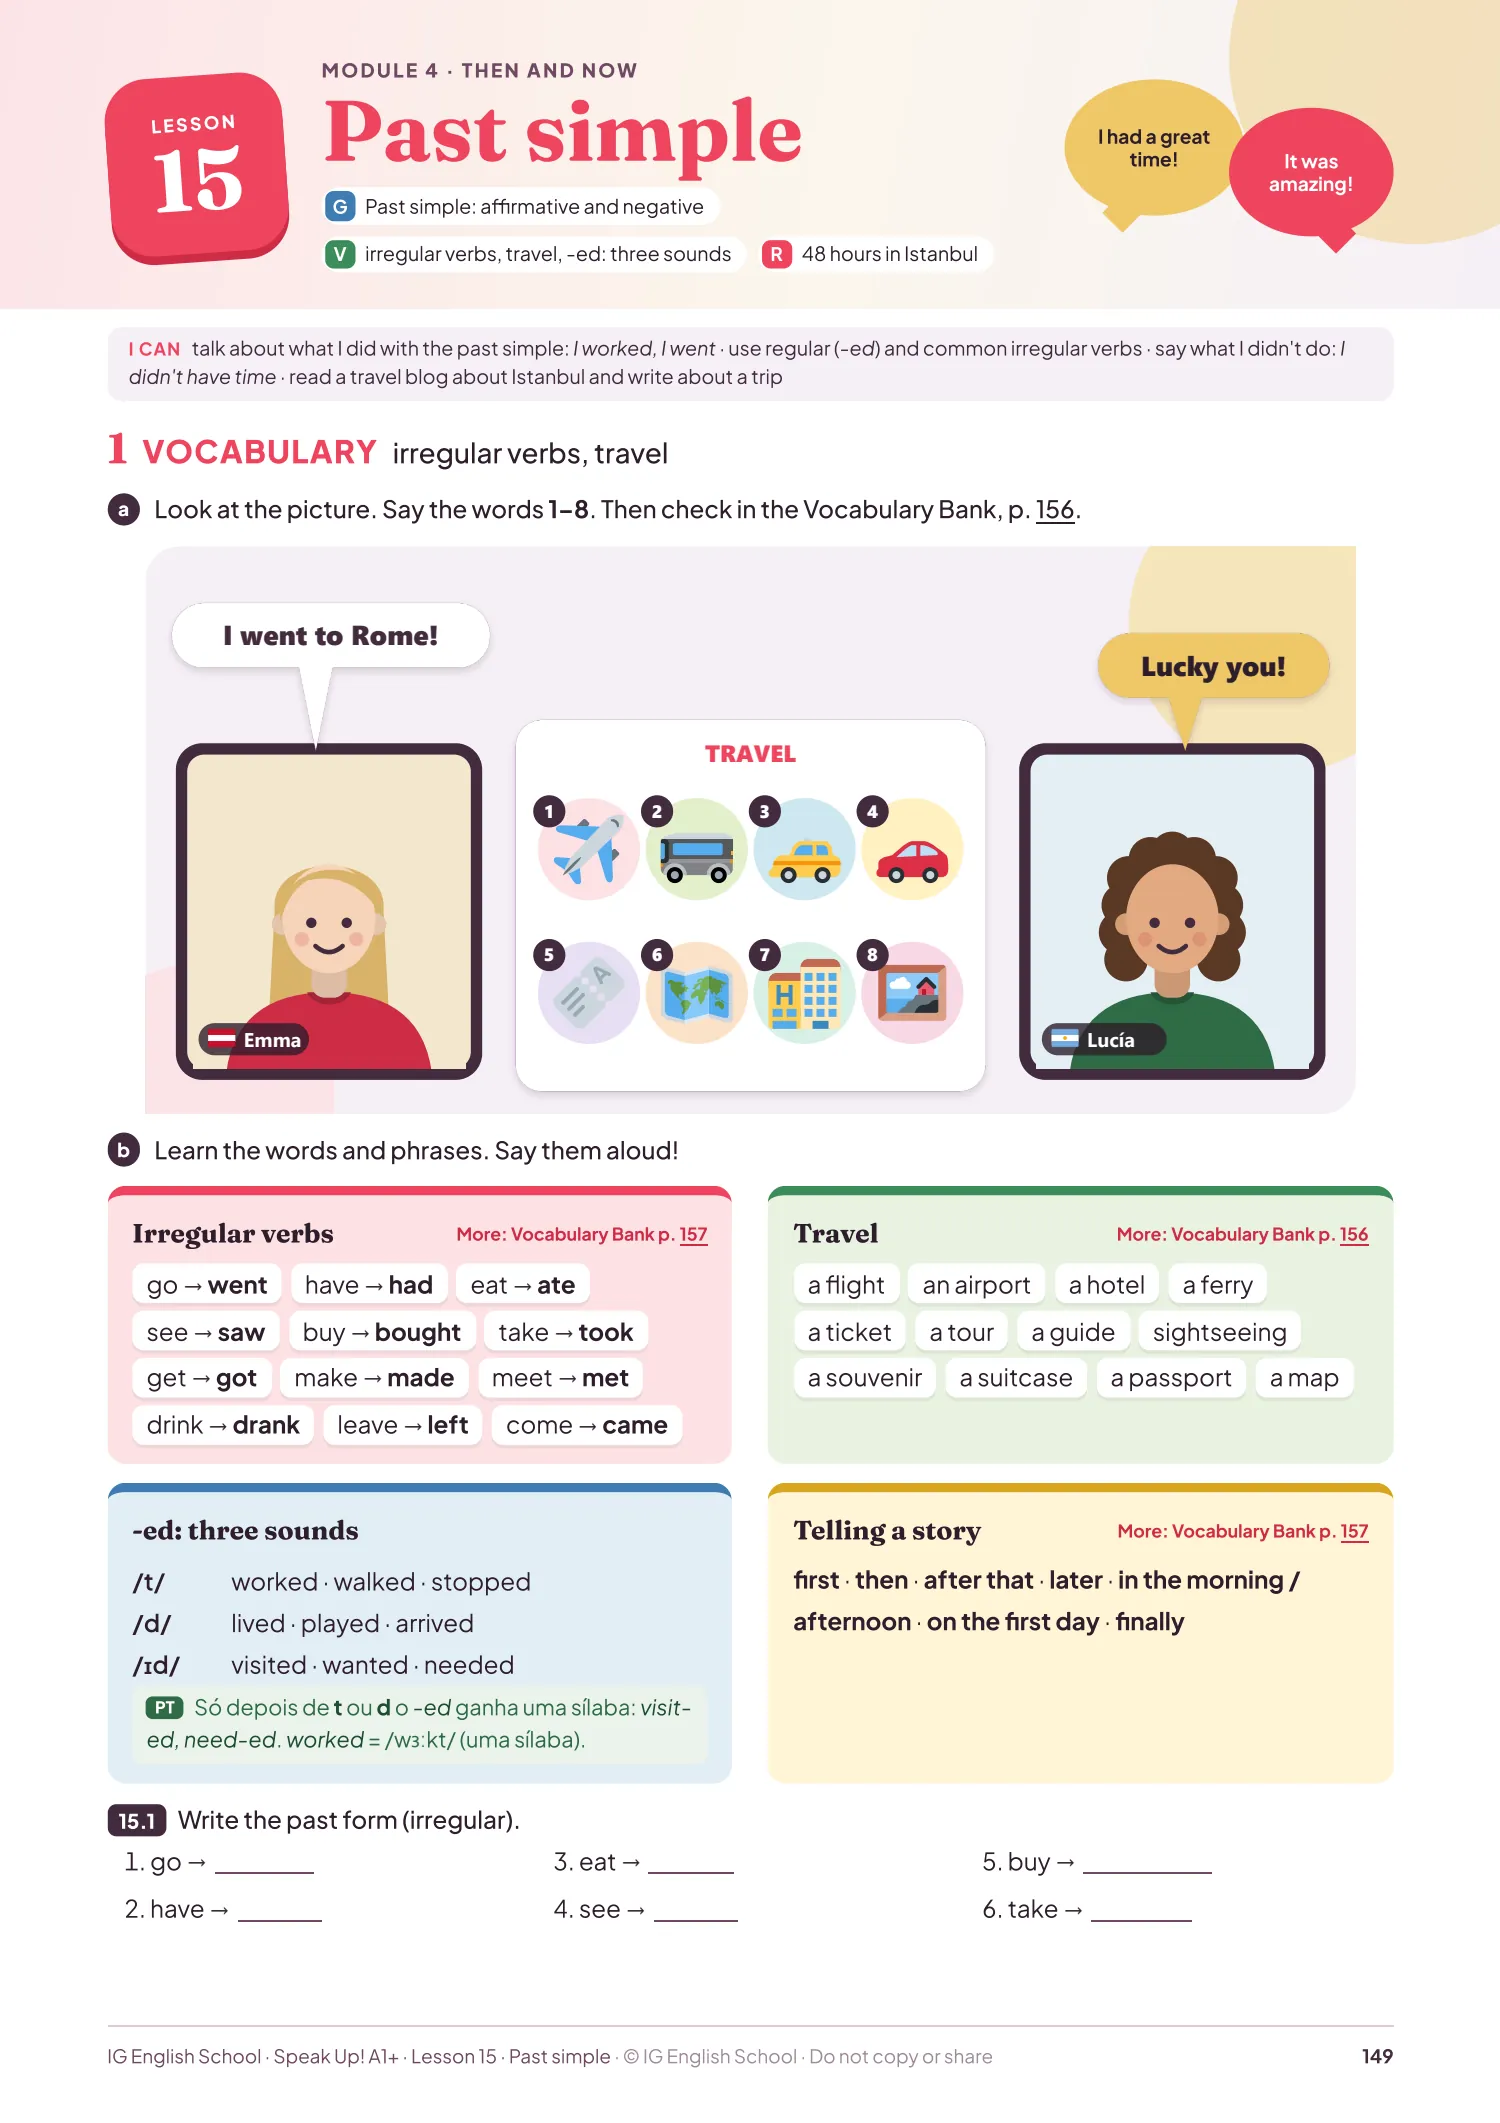 MODULE 4 · THEN AND NOW
LESSON
15
Past simple
G Past simple: affirmative and negative
V irregular verbs, travel, -ed: three sounds
R 48 hours in Istanbul
I had a great
time!
It was
amazing!
I CAN talk about what I did with the past simple: I worked, I went · use regular (-ed) and common irregular verbs · say what I didn't do: I
didn't have time · read a travel blog about Istanbul and write about a trip
1 VOCABULARY irregular verbs, travel
a Look at the picture. Say the words 1–8. Then check in the Vocabulary Bank, p. 156.
I went to Rome!
Lucky you!
TRAVEL
1 2 3 4
5 6 7 8
A
H
Emma
Lucía
b Learn the words and phrases. Say them aloud!
Irregular verbs More: Vocabulary Bank p. 157
go → went have → had eat → ate
see → saw buy → bought take → took
get → got make → made meet → met
drink → drank leave → left come → came
Travel More: Vocabulary Bank p. 156
a flight an airport a hotel a ferry
a ticket a tour a guide sightseeing
a souvenir a suitcase a passport a map
-ed: three sounds
/t/ worked · walked · stopped
/d/ lived · played · arrived
/ɪd/ visited · wanted · needed
PT Só depois de t ou d o -ed ganha uma sílaba: visit-
ed, need-ed. worked = /wɜːkt/ (uma sílaba).
Telling a story More: Vocabulary Bank p. 157
first · then · after that · later · in the morning /
afternoon · on the first day · finally
15.1 Write the past form (irregular).
1. go → ________ 3. eat → ________ 5. buy → ________
2. have → ________ 4. see → ________ 6. take → ________
IG English School · Speak Up! A1+ · Lesson 15 · Past simple · © IG English School · Do not copy or share 149